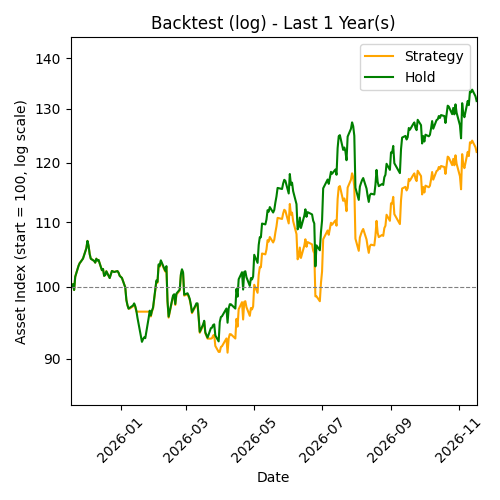 Backtest (log) - Last 1 Year(s)
Strategy
Hold
Asset Index (start = 100, log scale)
140
130
120
110
100
90
2026-01
2026-03
2026-05
2026-07
2026-09
2026-11
Date